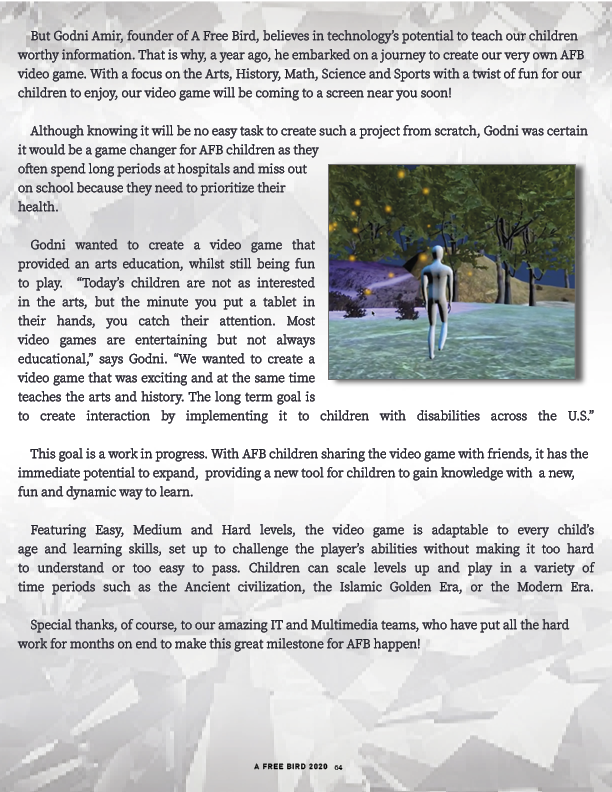 But Godni Amir, founder of A Free Bird, believes in technology's potential to teach our children
worthy information. That is why, a year ago, he embarked on a journey to create our very own AFB
video game. With a focus on the Arts, History, Math, Science and Sports with a twist of fun for our
children to enjoy, our video game will be coming to a screen near you soon!
Although knowing it will be no easy task to create such a project from scratch, Godni was certain
it would be a game changer for AFB children as they
often spend long periods at hospitals and miss out
on school because they need to prioritize their
health.
Godni wanted to create a video game that
provided an arts education, whilst still being fun
to play. “Today's children are not as interested
in the arts, but the minute you put a tablet in
their hands, you catch their attention. Most
video games are entertaining but not always
educational,” says Godni. “We wanted to create a
video game that was exciting and at the same time
teaches the arts and history. The long term goal is
to create interaction by implementing it to children with disabilities across the U.S.”
This goal is a work in progress. With AFB children sharing the video game with friends, it has the
immediate potential to expand, providing a new tool for children to gain knowledge with a new,
fun and dynamic way to learn.
Featuring Easy, Medium and Hard levels, the video game is adaptable to every child's
age and learning skills, set up to challenge the player's abilities without making it too hard
to understand or too easy to pass. Children can scale levels up and play in a variety of
time periods such as the Ancient civilization, the Islamic Golden Era, or the Modern Era.
Special thanks, of course, to our amazing IT and Multimedia teams, who have put all the hard
work for months on end to make this great milestone for AFB happen!
A FREE BIRD 2020 64